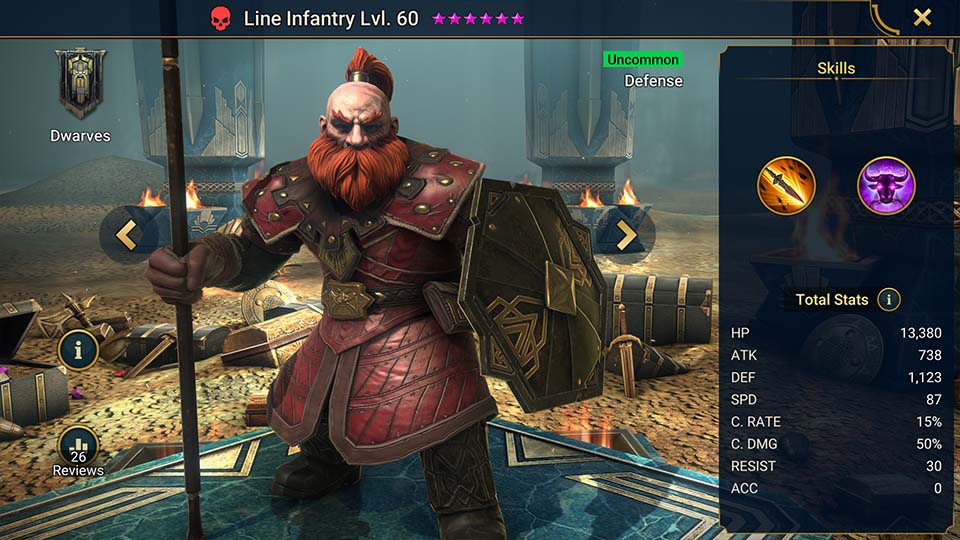 Line Infantry Lvl. 60
Uncommon
Defense
Dwarves
26
Reviews
Skills
Total Stats i
HP 13,380
ATK 738
DEF 1,123
SPD 87
C. RATE 15%
C. DMG 50%
RESIST 30
ACC 0
i